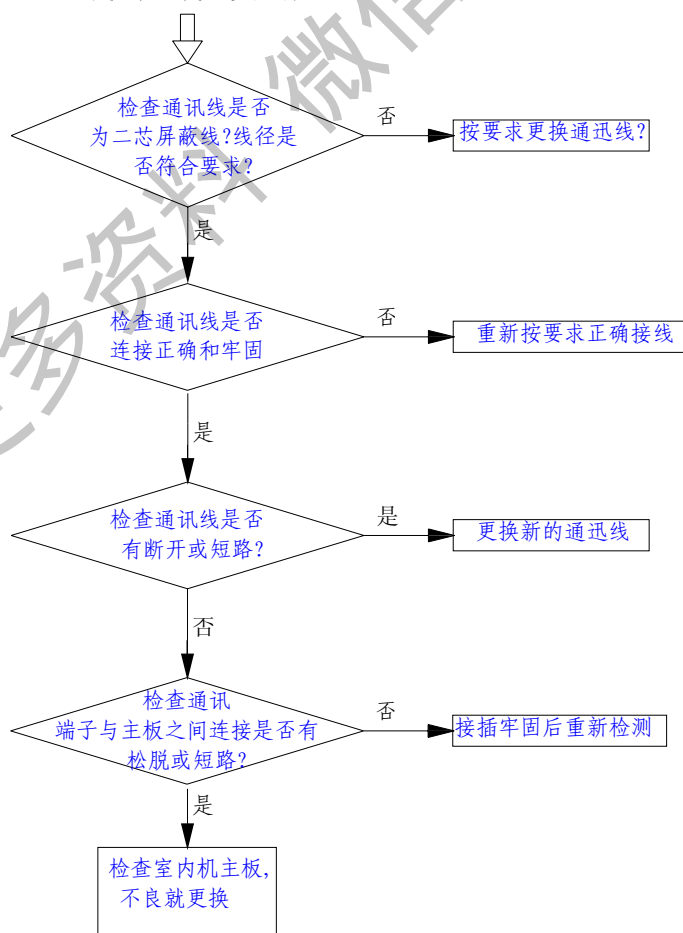 检查通讯线是否
为二芯屏蔽线?线径是
否符合要求?
否
按要求更换通迅线?
是
检查通讯线是否
连接正确和牢固
否
重新按要求正确接线
是
检查通讯线是否
有断开或短路?
是
更换新的通迅线
否
检查通讯
端子与主板之间连接是否有
松脱或短路?
否
接插牢固后重新检测
是
检查室内机主板,
不良就更换
多资料 微信